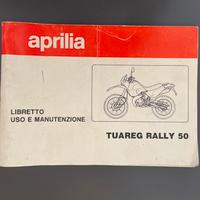 aprilia
LIBRETTO
USO E MANUTENZIONE
TUAREG RALLY 50